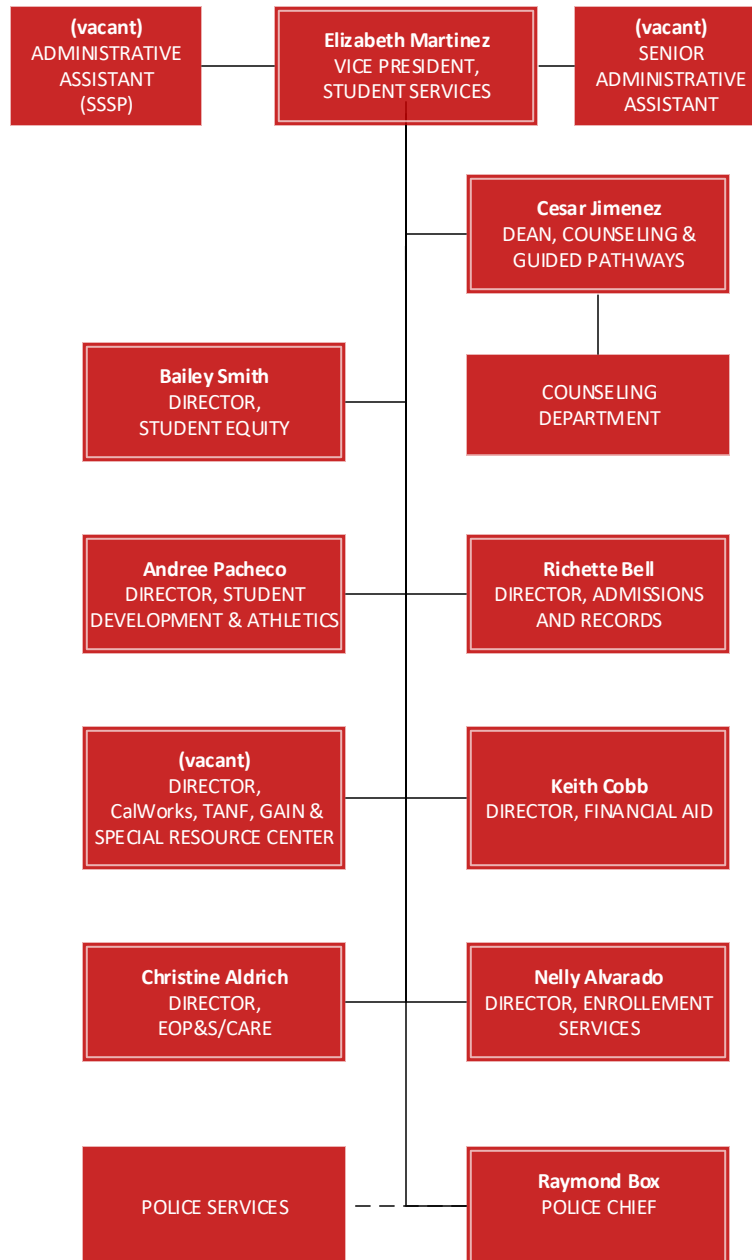 (vacant)
ADMINISTRATIVE
ASSISTANT
(SSSP)
Elizabeth Martinez
VICE PRESIDENT,
STUDENT SERVICES
(vacant)
SENIOR
ADMINISTRATIVE
ASSISTANT
Cesar Jimenez
DEAN, COUNSELING &
GUIDED PATHWAYS
Bailey Smith
DIRECTOR,
STUDENT EQUITY
COUNSELING
DEPARTMENT
Andree Pacheco
DIRECTOR, STUDENT
DEVELOPMENT & ATHLETICS
Richette Bell
DIRECTOR, ADMISSIONS
AND RECORDS
(vacant)
DIRECTOR,
CalWorks, TANF, GAIN &
SPECIAL RESOURCE CENTER
Keith Cobb
DIRECTOR, FINANCIAL AID
Christine Aldrich
DIRECTOR,
EOP&S/CARE
Nelly Alvarado
DIRECTOR, ENROLLEMENT
SERVICES
POLICE SERVICES
Raymond Box
POLICE CHIEF